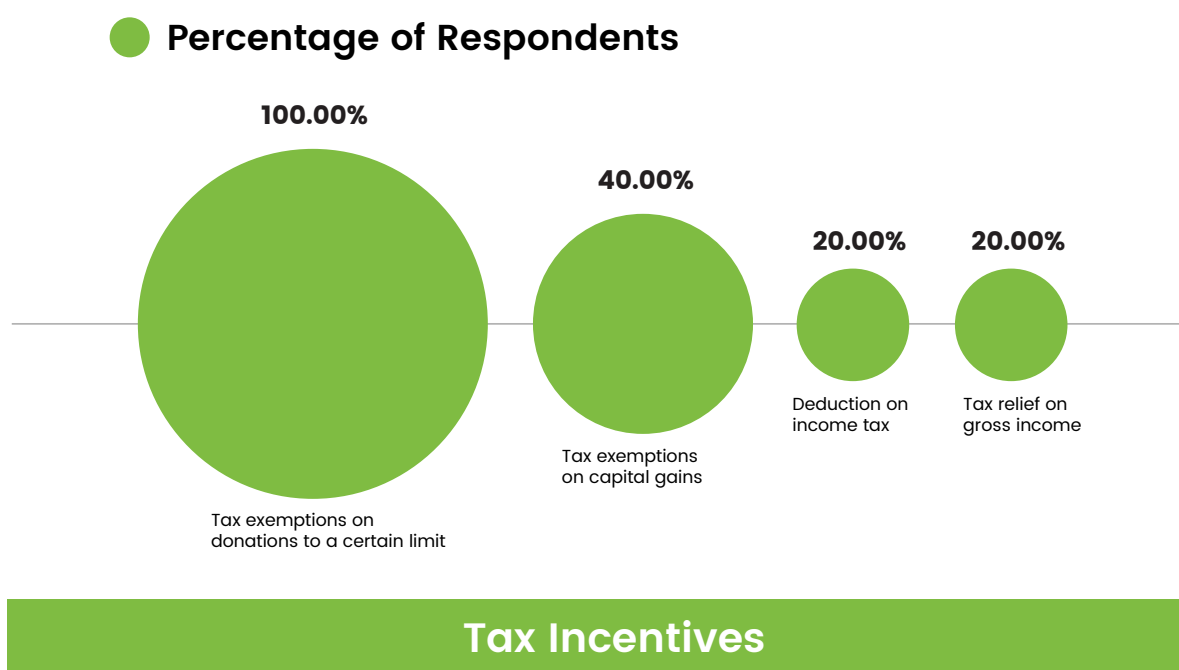 Percentage of Respondents
100.00%
40.00%
20.00%
20.00%
Deduction on
income tax
Tax relief on
gross income
Tax exemptions
on capital gains
Tax exemptions on
donations to a certain limit
Tax Incentives